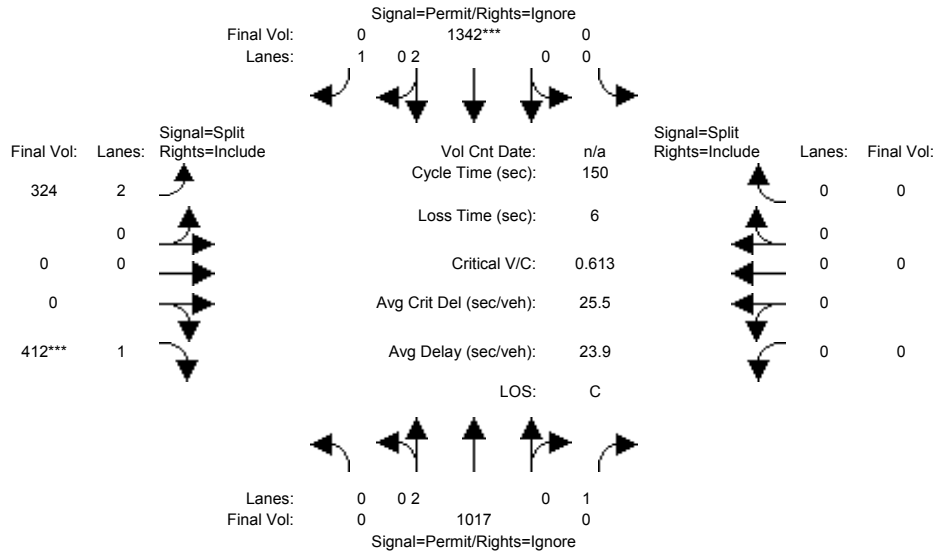 Signal=Permit/Rights=Ignore
Final Vol: 0 1342*** 0
Lanes: 1 0 2 0 0
Signal=Split Signal=Split
Final Vol: Lanes: Rights=Include Vol Cnt Date: n/a Rights=Include Lanes: Final Vol:
Cycle Time (sec): 150
324 2 0 0
Loss Time (sec): 6
0 0
0 0 Critical V/C: 0.613 0 0
0 Avg Crit Del (sec/veh): 25.5 0
412*** 1 Avg Delay (sec/veh): 23.9 0 0
LOS: C
Lanes: 0 0 2 0 1
Final Vol: 0 1017 0
Signal=Permit/Rights=Ignore